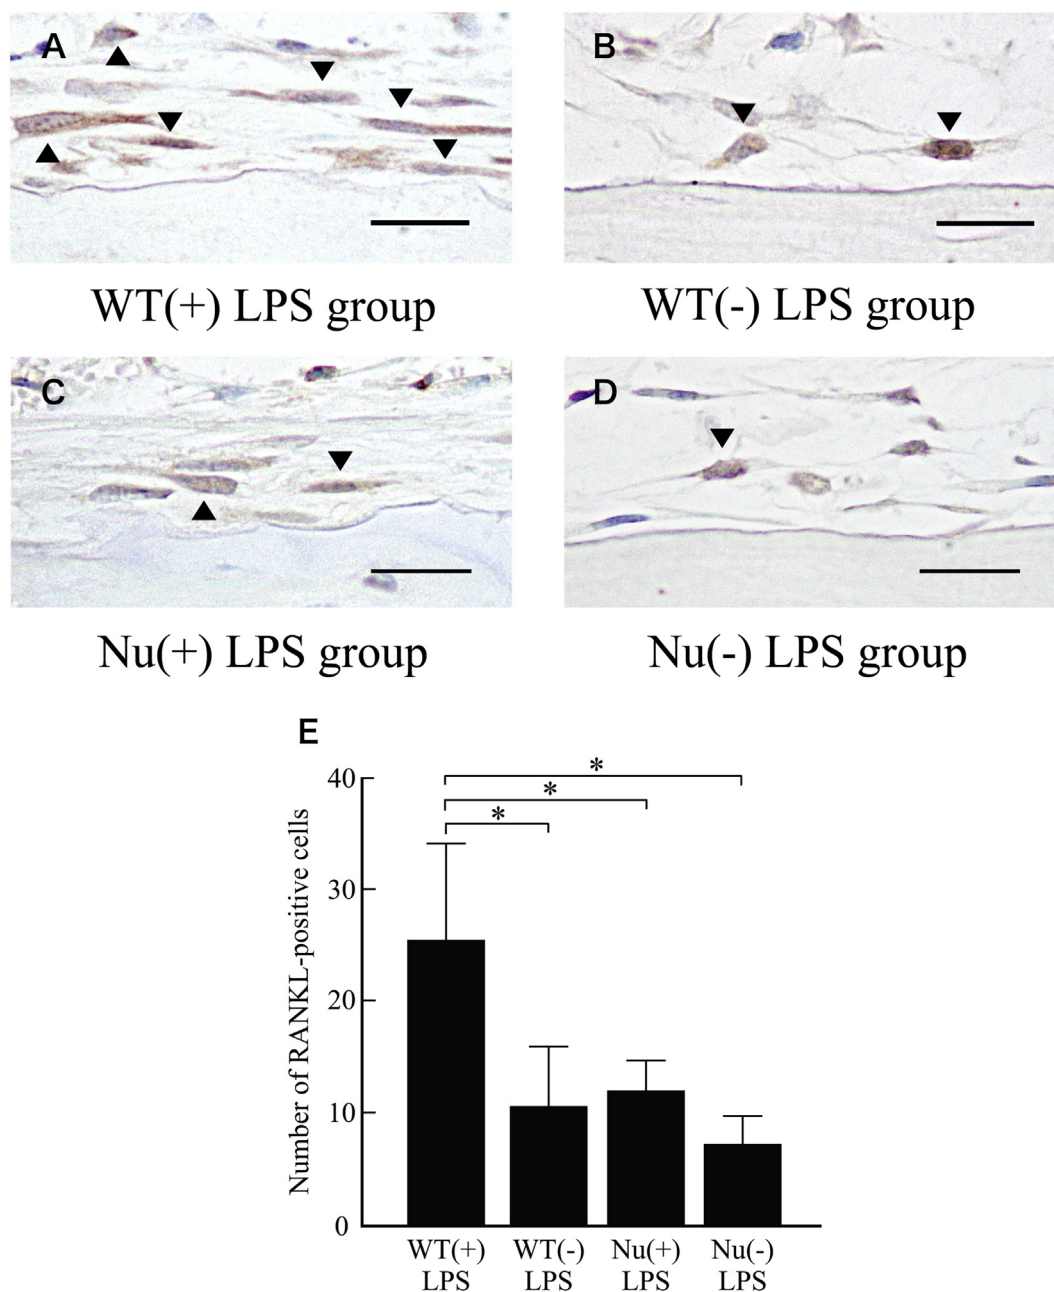 A
B
WT(+) LPS group
WT(-) LPS group
C
D
Nu(+) LPS group
Nu(-) LPS group
E
Number of RANKL-positive cells
40
30
20
10
0
*
*
*
WT(+)
LPS
WT(-)
LPS
Nu(+)
LPS
Nu(-)
LPS